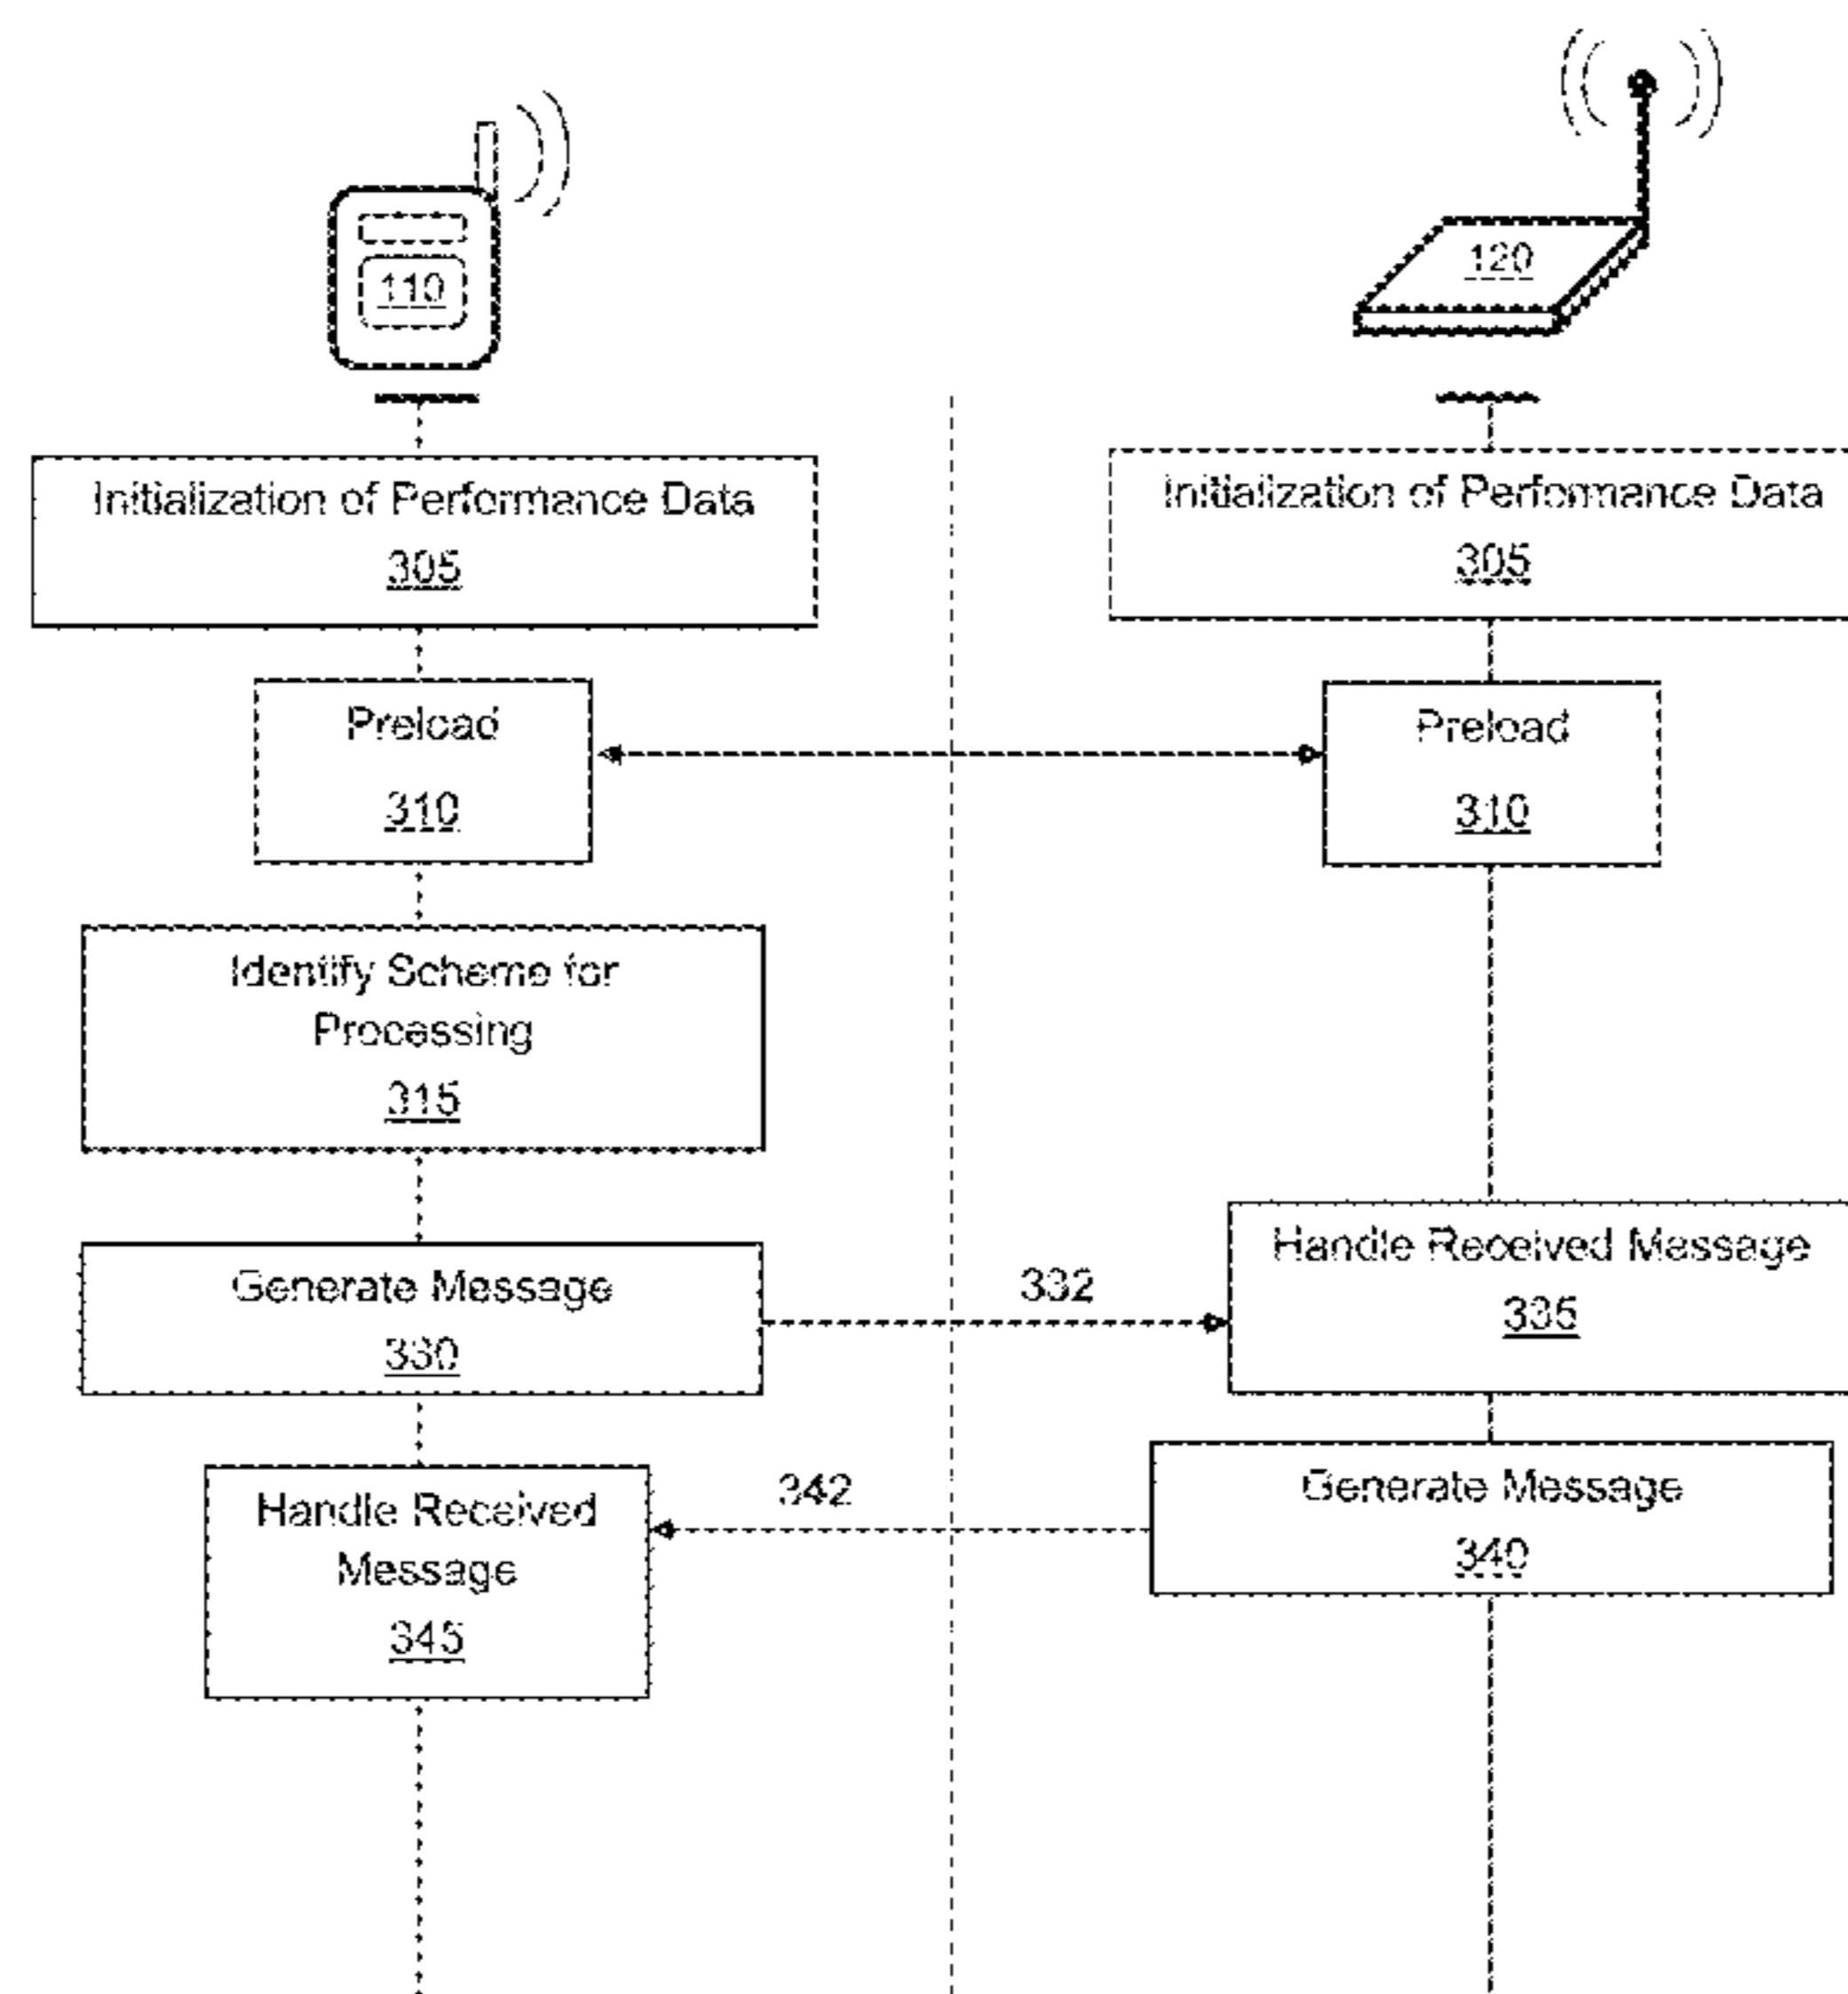 110
120
Initialization of Performance Data
305
Initialization of Performance Data
305
Preload
310
Preload
310
Identify Scheme for
Processing
315
Generate Message
330
332
Handle Received Message
335
Generate Message
340
342
Handle Received
Message
345